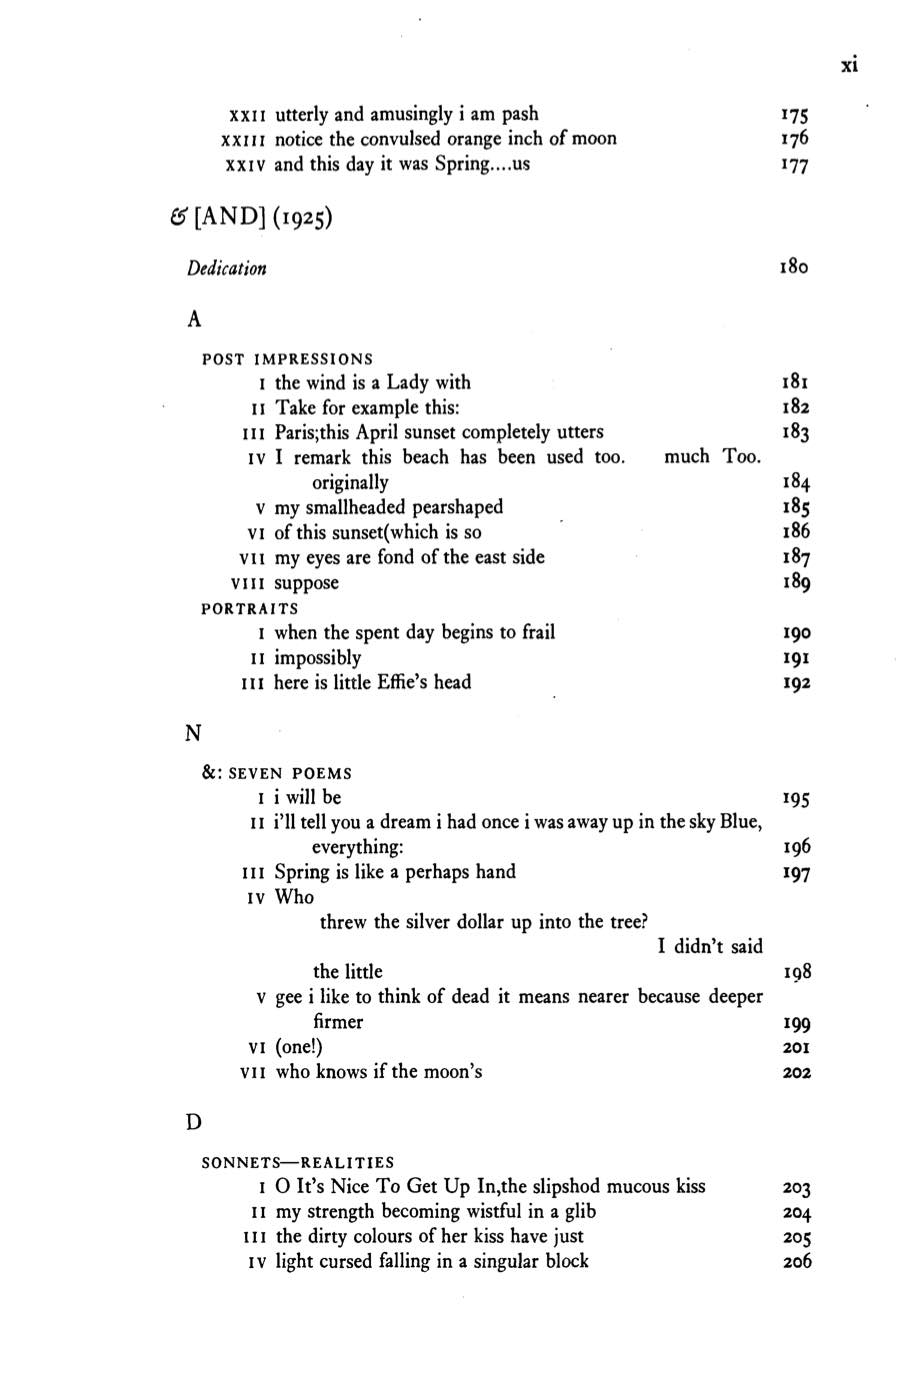 xi
XXII utterly and amusingly i am pash 175
XXIII notice the convulsed orange inch of moon 176
XXIV and this day it was Spring....us 177
& [AND] (1925)
Dedication 180
A
POST IMPRESSIONS
I the wind is a Lady with 181
II Take for example this: 182
III Paris;this April sunset completely utters 183
IV I remark this beach has been used too. much Too.
originally 184
V my smallheaded pearshaped 185
VI of this sunset(which is so 186
VII my eyes are fond of the east side 187
VIII suppose 189
PORTRAITS
I when the spent day begins to frail 190
II impossibly 191
III here is little Effie's head 192
N
&: SEVEN POEMS
I i will be 195
II i'll tell you a dream i had once i was away up in the sky Blue,
everything: 196
III Spring is like a perhaps hand 197
IV Who
threw the silver dollar up into the tree?
I didn't said
the little 198
V gee i like to think of dead it means nearer because deeper
firmer 199
VI (one!) 201
VII who knows if the moon's 202
D
SONNETS—REALITIES
I O It's Nice To Get Up In,the slipshod mucous kiss 203
II my strength becoming wistful in a glib 204
III the dirty colours of her kiss have just 205
IV light cursed falling in a singular block 206